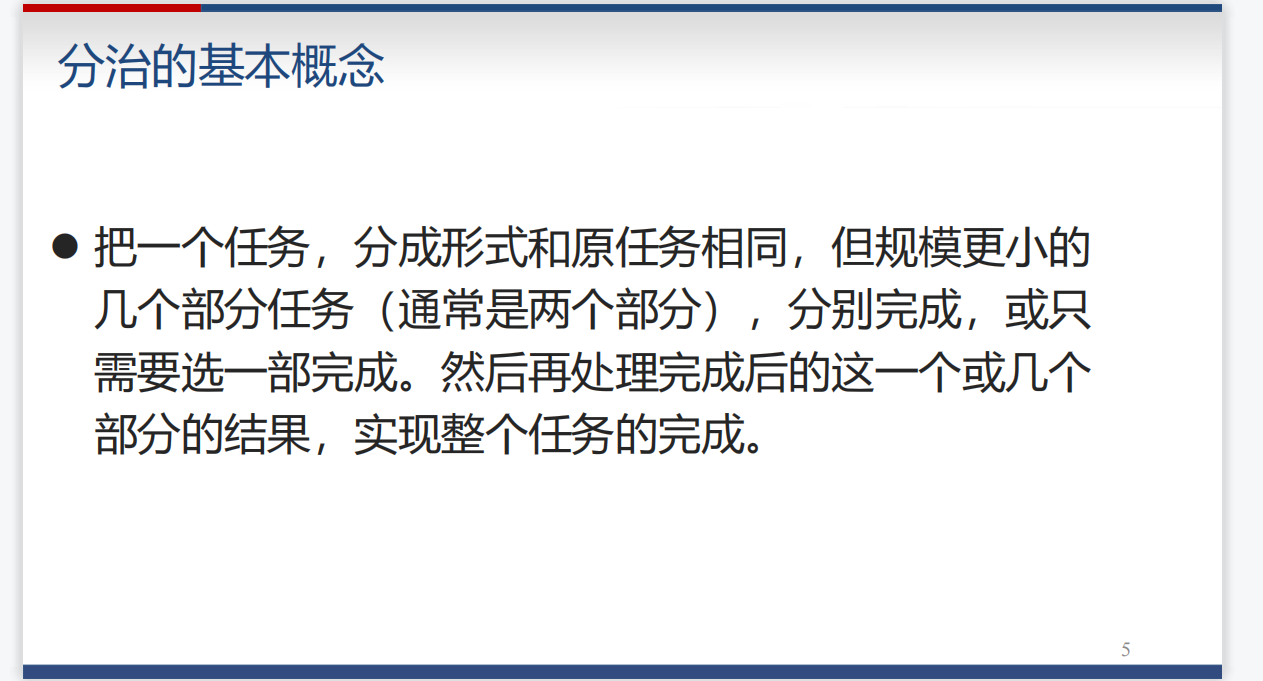 分治的基本概念
● 把一个任务，分成形式和原任务相同，但规模更小的
几个部分任务（通常是两个部分），分别完成，或只
需要选一部完成。然后再处理完成后的这一个或几个
部分的结果，实现整个任务的完成。
5